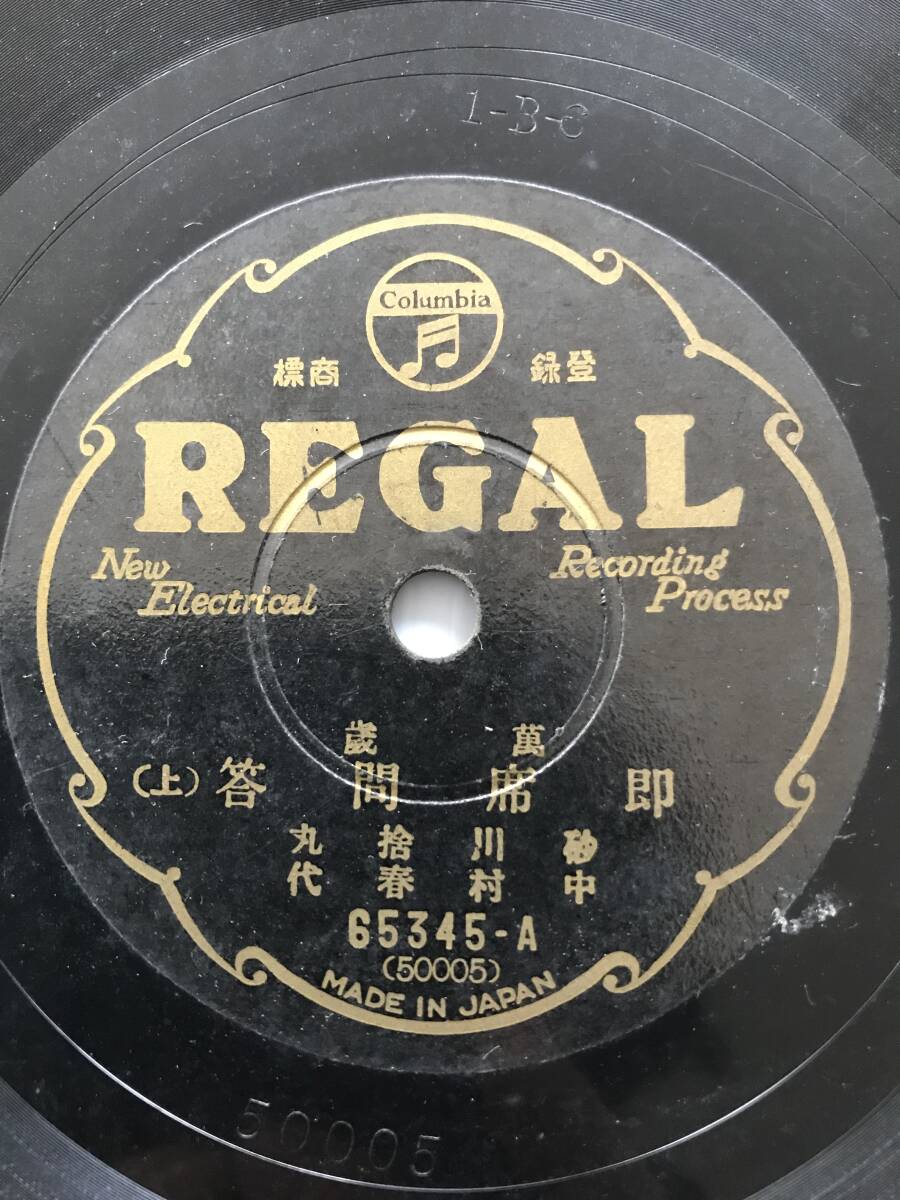 1-B-C
Columbia
登録 商標
REGAL
New Electrical
Recording Process
萬歳
即席問答(上)
砂川捨丸
中村春代
65345-A
(50005)
MADE IN JAPAN
50005